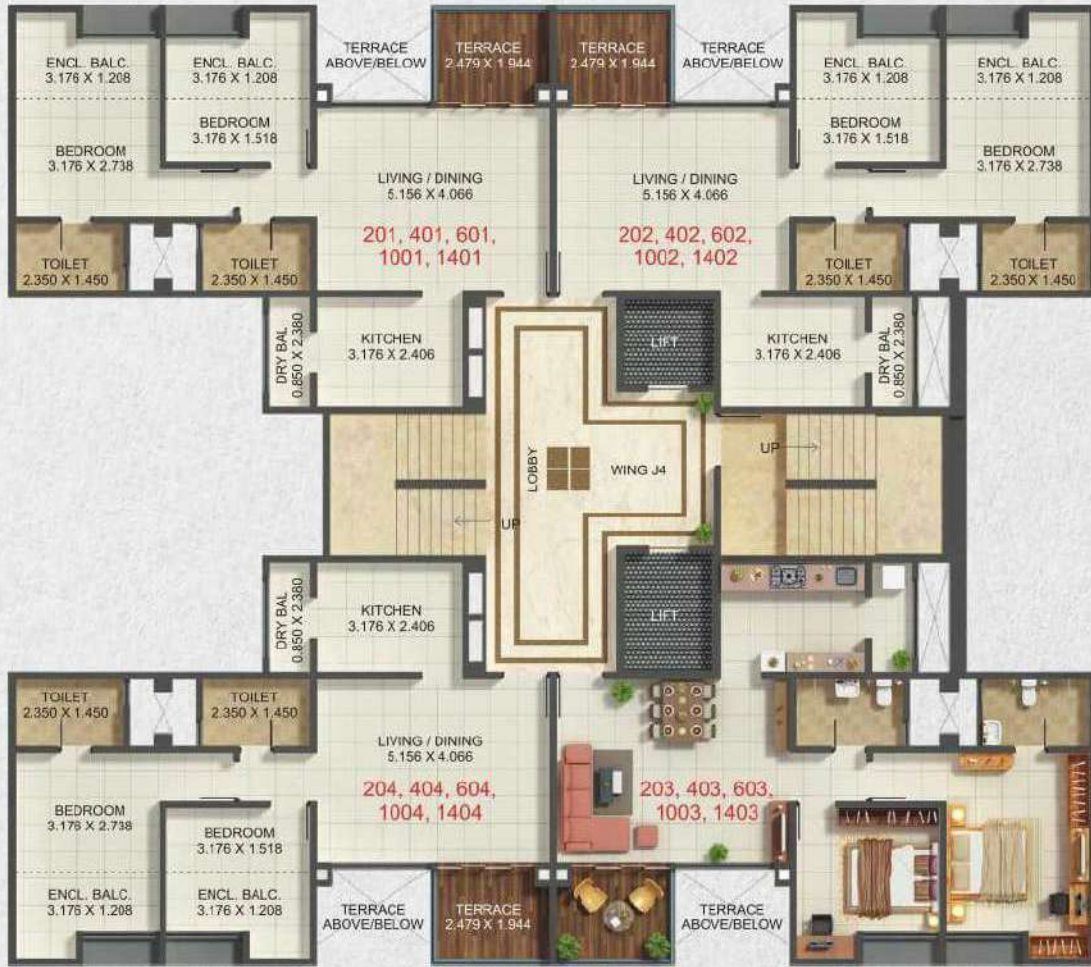 ENCL. BALC.
3.176 X 1.208
ENCL. BALC.
3.176 X 1.208
TERRACE
ABOVE/BELOW
TERRACE
2.479 X 1.944
TERRACE
2.479 X 1.944
TERRACE
ABOVE/BELOW
ENCL. BALC.
3.176 X 1.208
ENCL. BALC.
3.176 X 1.208
BEDROOM
3.176 X 2.738
BEDROOM
3.176 X 1.518
LIVING / DINING
5.156 X 4.066
LIVING / DINING
5.156 X 4.066
BEDROOM
3.176 X 1.518
BEDROOM
3.176 X 2.738
201, 401, 601,
1001, 1401
202, 402, 602,
1002, 1402
TOILET
2.350 X 1.450
TOILET
2.350 X 1.450
TOILET
2.350 X 1.450
TOILET
2.350 X 1.450
DRY BAL
0.850 X 2.380
KITCHEN
3.176 X 2.406
LIFT
KITCHEN
3.176 X 2.406
DRY BAL
0.850 X 2.380
LOBBY
WING J4
UP
UP
DRY BAL
0.850 X 2.380
KITCHEN
3.176 X 2.406
LIFT
TOILET
2.350 X 1.450
TOILET
2.350 X 1.450
LIVING / DINING
5.156 X 4.066
204, 404, 604,
1004, 1404
203, 403, 603,
1003, 1403
BEDROOM
3.176 X 2.738
BEDROOM
3.176 X 1.518
ENCL. BALC.
3.176 X 1.208
ENCL. BALC.
3.176 X 1.208
TERRACE
ABOVE/BELOW
TERRACE
2.479 X 1.944
TERRACE
ABOVE/BELOW